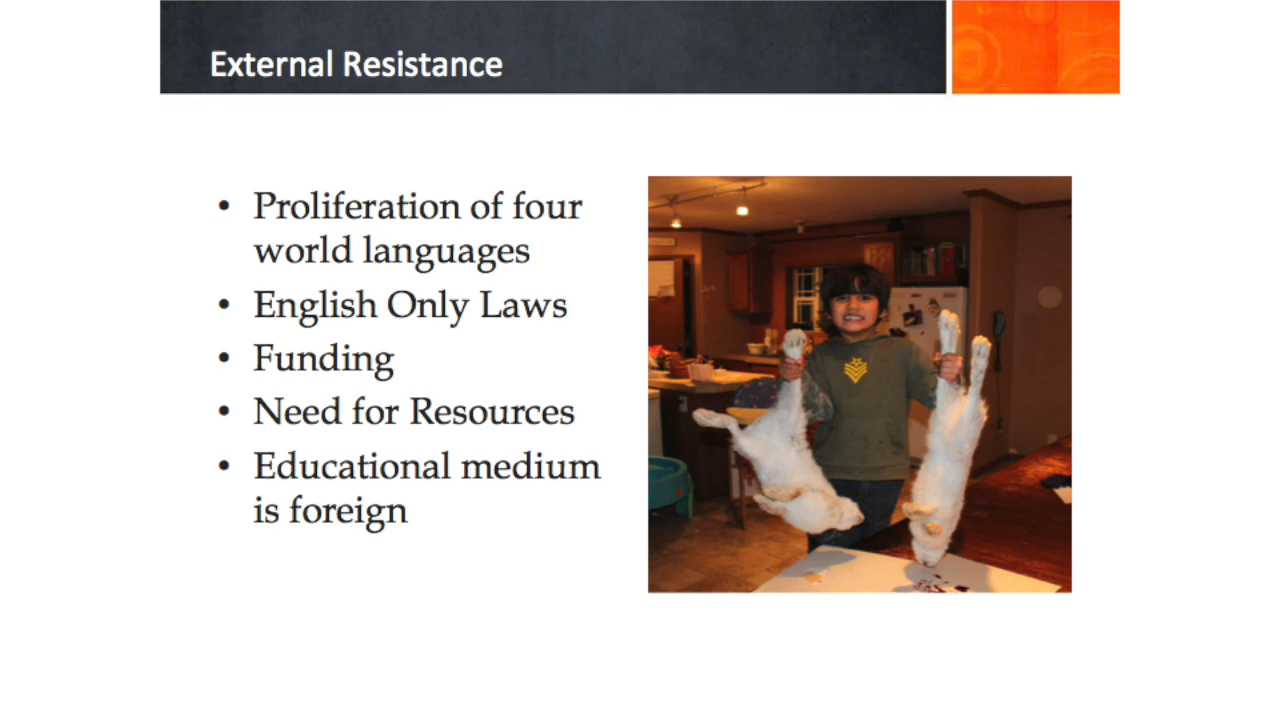 External Resistance
• Proliferation of four
world languages
• English Only Laws
• Funding
• Need for Resources
• Educational medium
is foreign